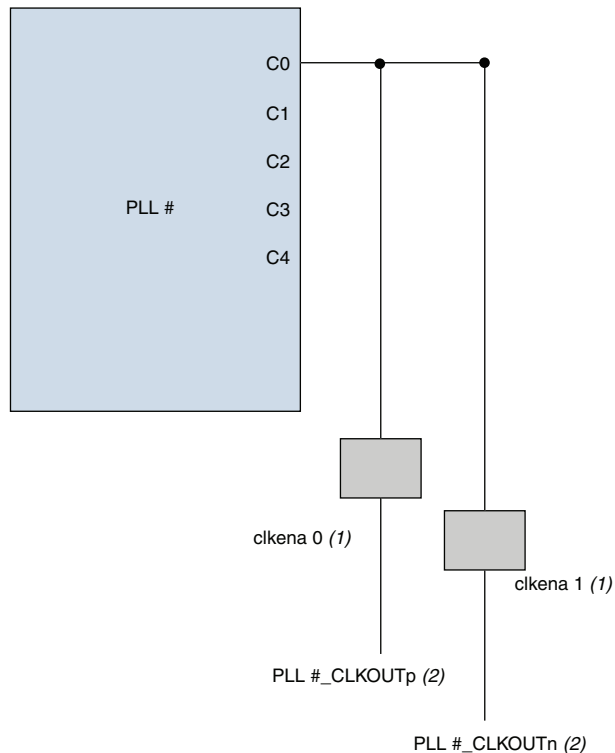 C0
C1
C2
PLL #
C3
C4
clkena 0 (1)
clkena 1 (1)
PLL #_CLKOUTp (2)
PLL #_CLKOUTn (2)